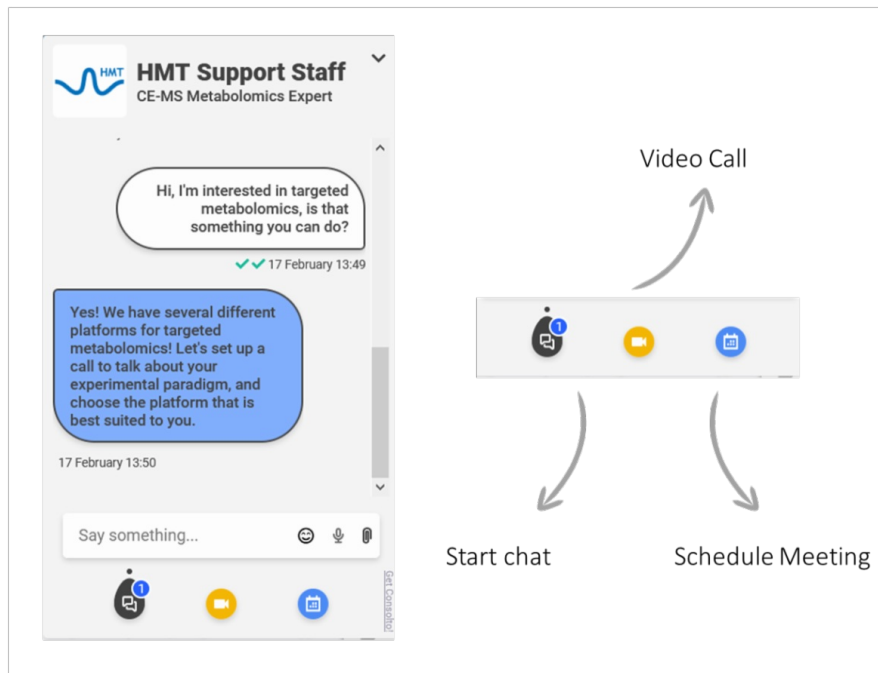 HMT
HMT Support Staff
CE-MS Metabolomics Expert
Hi, I'm interested in targeted
metabolomics, is that
something you can do?
17 February 13:49
Yes! We have several different
platforms for targeted
metabolomics! Let's set up a
call to talk about your
experimental paradigm, and
choose the platform that is
best suited to you.
17 February 13:50
Say something...
1
Get Consolto!
Video Call
1
Start chat
Schedule Meeting